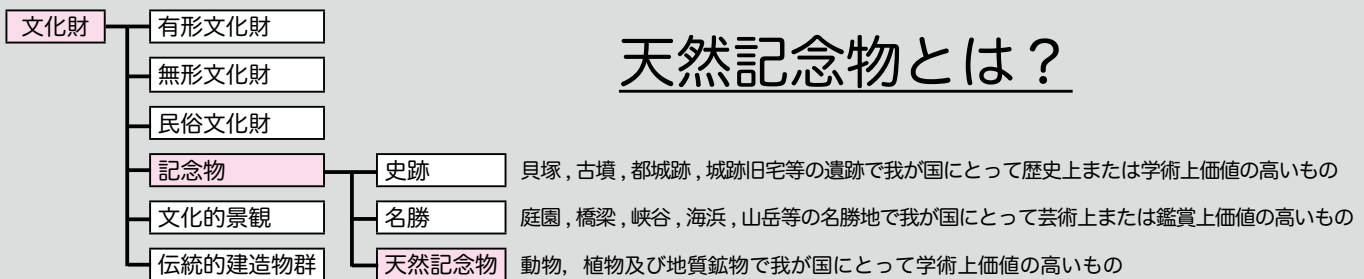 文化財
有形文化財
天然記念物とは？
無形文化財
民俗文化財
記念物
史跡 貝塚，古墳，都城跡，城跡旧宅等の遺跡で我が国にとって歴史上または学術上価値の高いもの
文化的景観
名勝 庭園，橋梁，峡谷，海浜，山岳等の名勝地で我が国にとって芸術上または鑑賞上価値の高いもの
伝統的建造物群
天然記念物 動物，植物及び地質鉱物で我が国にとって学術上価値の高いもの